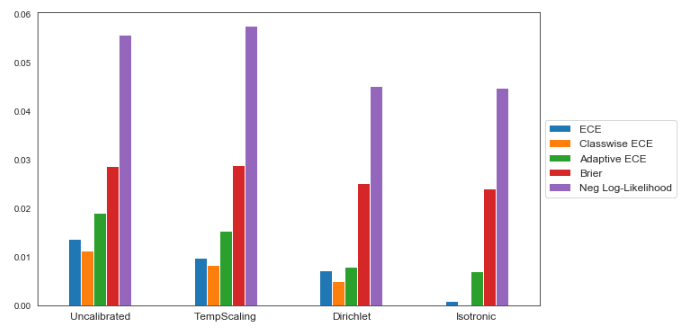 0.06
0.05
0.04
0.03
0.02
0.01
0.00
Uncalibrated
TempScaling
Dirichlet
Isotronic
ECE
Classwise ECE
Adaptive ECE
Brier
Neg Log-Likelihood